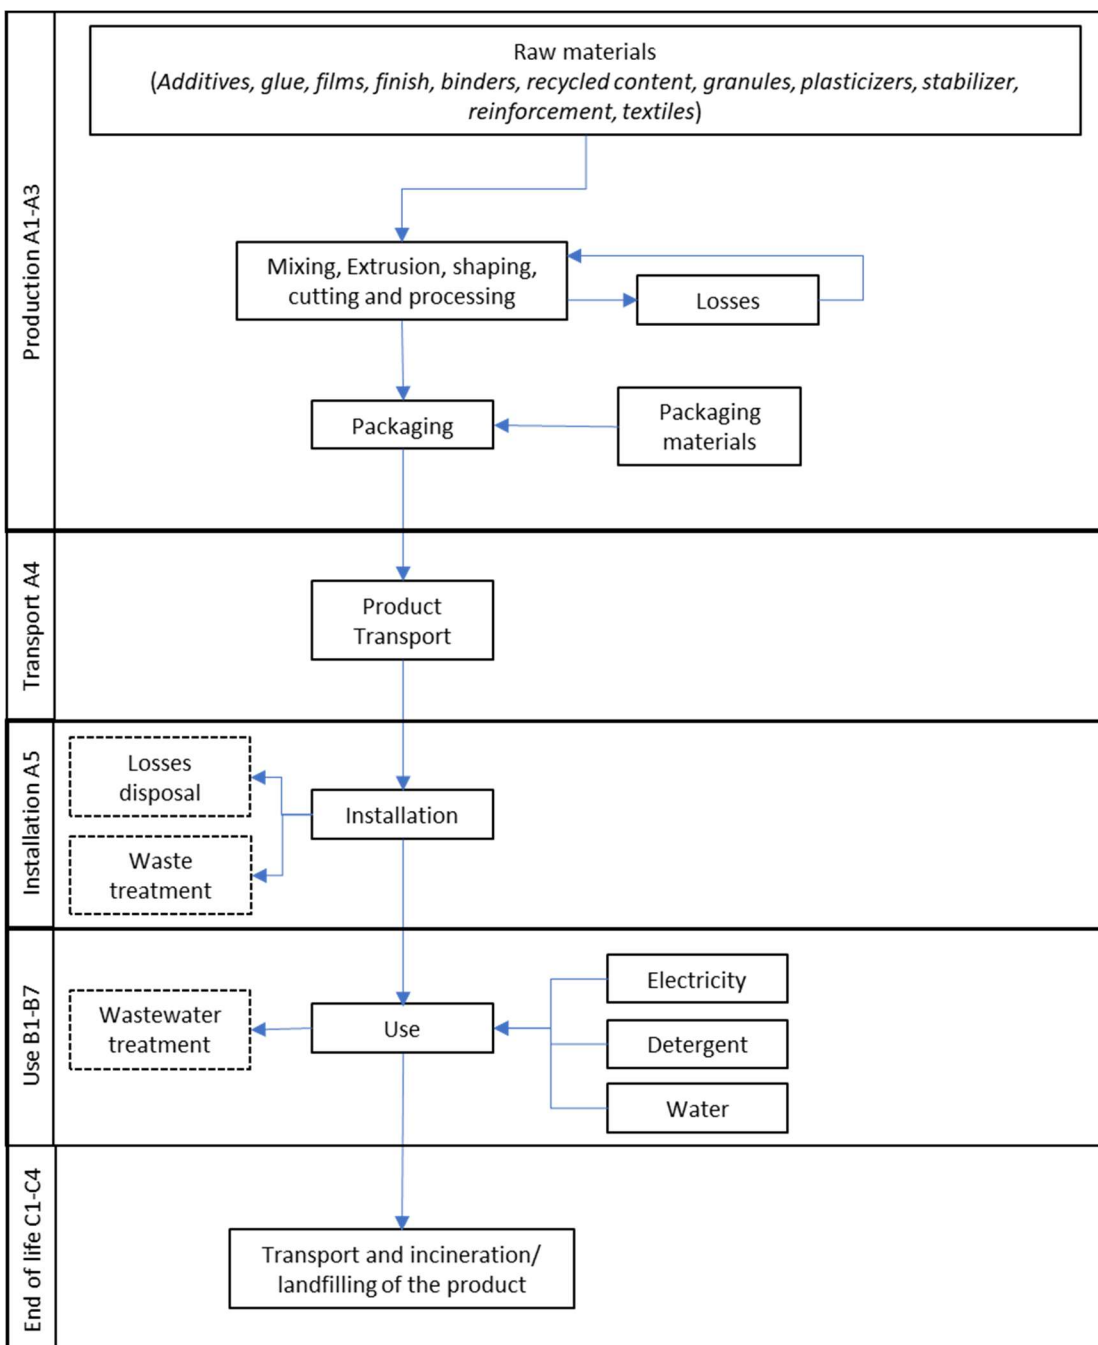 Production A1-A3
Raw materials
(Additives, glue, films, finish, binders, recycled content, granules, plasticizers, stabilizer,
reinforcement, textiles)
Mixing, Extrusion, shaping,
cutting and processing
Losses
Packaging
Packaging
materials
Transport A4
Product
Transport
Installation A5
Losses
disposal
Installation
Waste
treatment
Use B1-B7
Wastewater
treatment
Use
Electricity
Detergent
Water
End of life C1-C4
Transport and incineration/
landfilling of the product